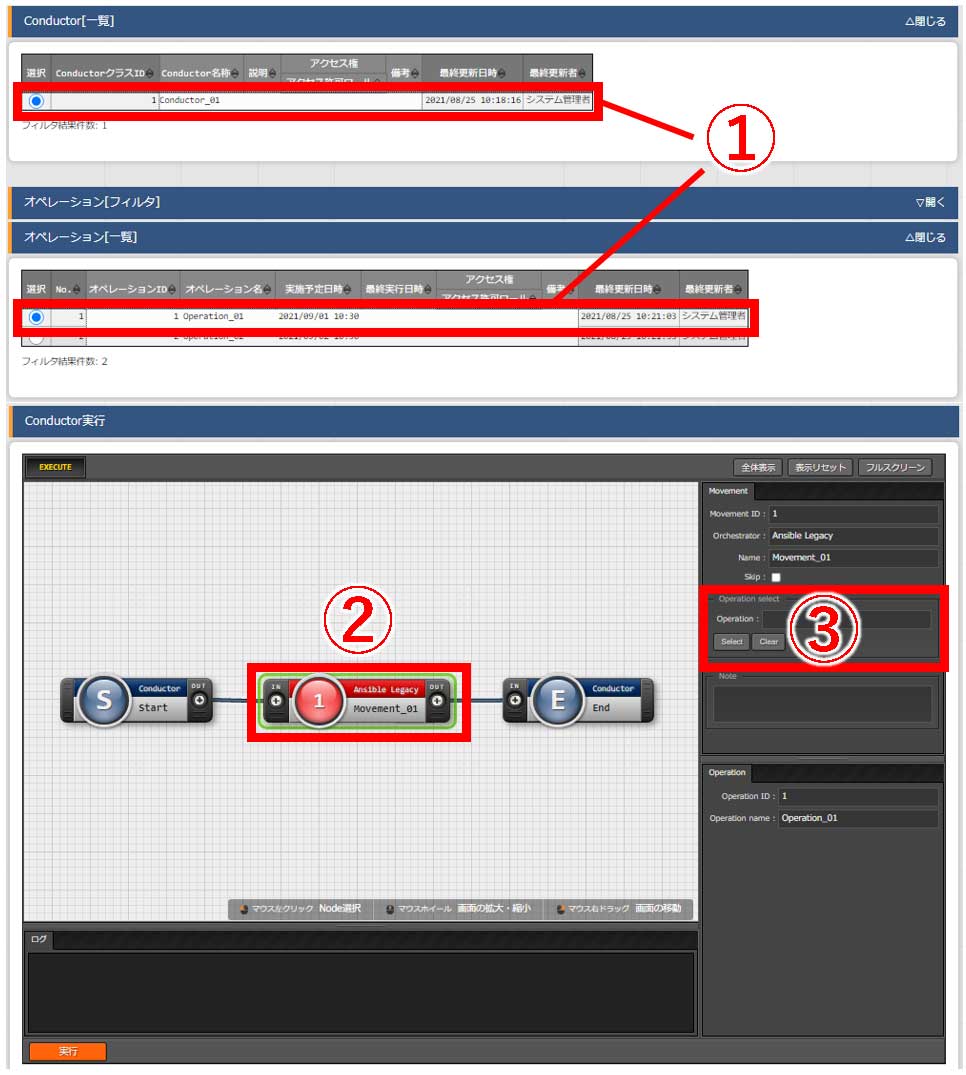 Conductor[一覧] △閉じる
アクセス権
選択 ConductorクラスID Conductor名称 説明 アクセス許可ロール 備考 最終更新日時 最終更新者
1 Conductor_01 2021/08/25 10:18:16 システム管理者
フィルタ結果件数: 1
①
オペレーション[フィルタ] ▽開く
オペレーション[一覧] △閉じる
アクセス権
選択 No. オペレーションID オペレーション名 実施予定日時 最終実行日時 アクセス許可ロール 備考 最終更新日時 最終更新者
1 1 Operation_01 2021/09/01 10:30 2021/08/25 10:21:03 システム管理者
フィルタ結果件数: 2
Conductor実行
EXECUTE 全体表示 表示リセット フルスクリーン
Movement
Movement ID : 1
Orchestrator : Ansible Legacy
Name : Movement_01
Skip :
Operation select
Operation :
Select Clear
③
Note
②
S Conductor Start OUT
IN 1 Ansible Legacy Movement_01 OUT
IN E Conductor End
Operation
Operation ID : 1
Operation name : Operation_01
マウス左クリック Node選択 マウスホイール 画面の拡大・縮小 マウス右ドラッグ 画面の移動
ログ
実行